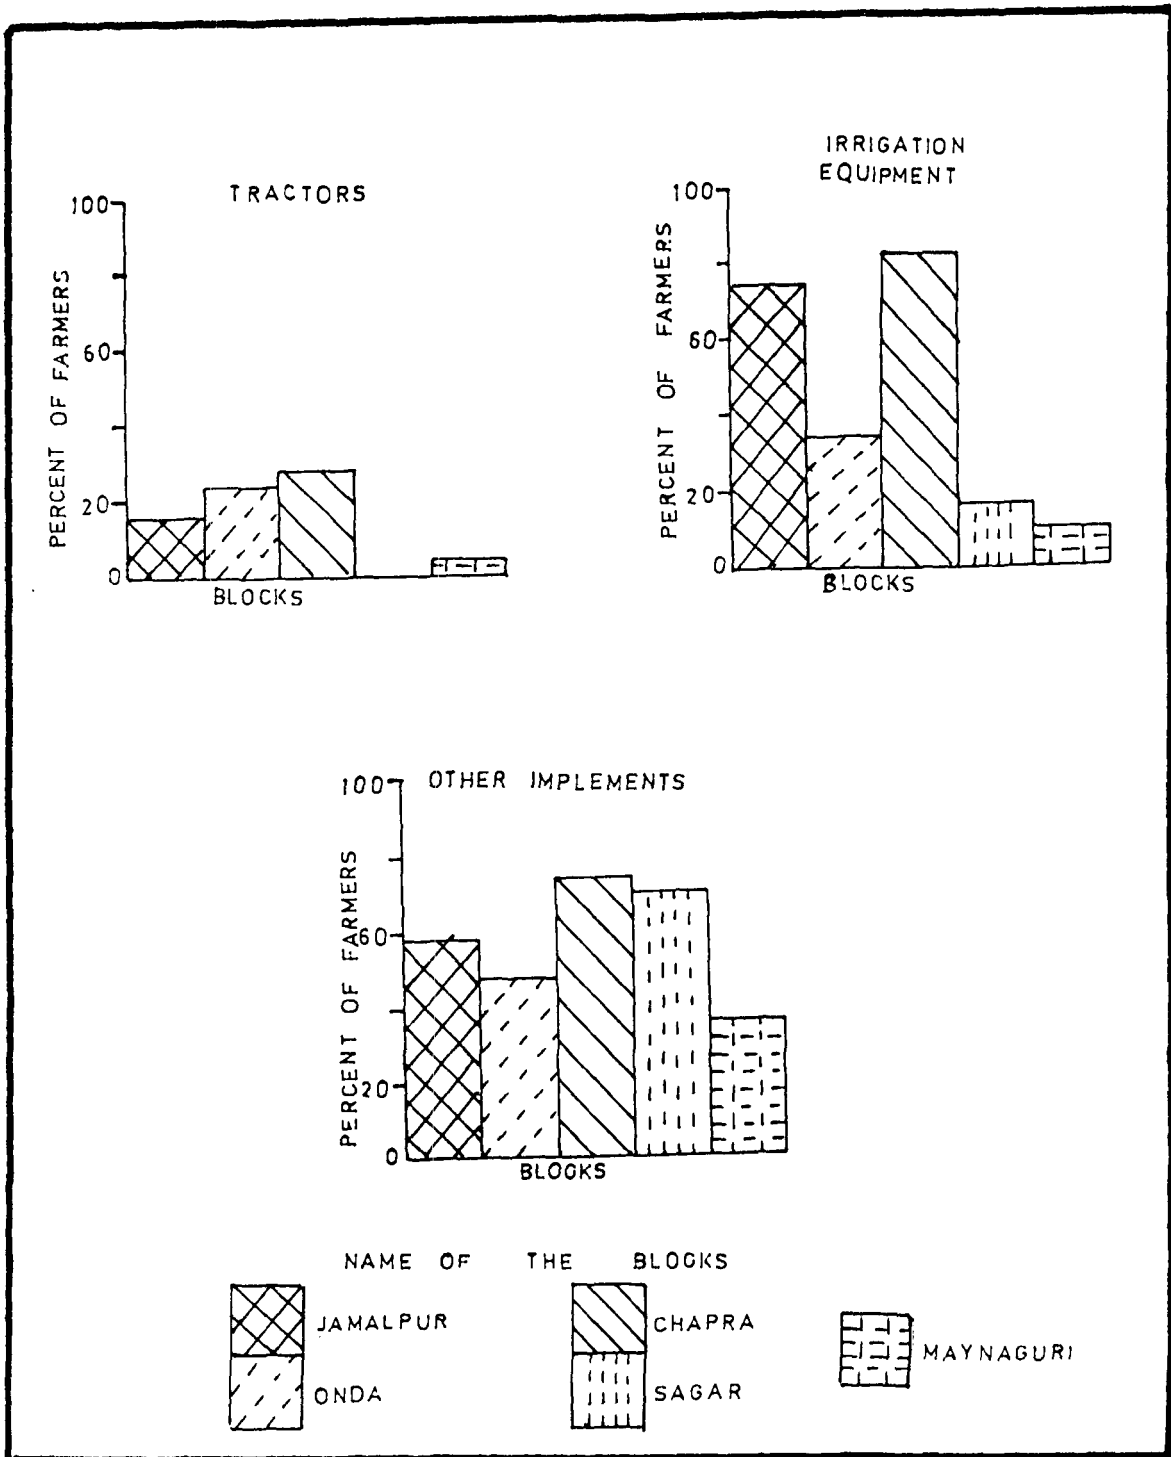 TRACTORS
100
60
20
0
PERCENT OF FARMERS
BLOCKS
IRRIGATION
EQUIPMENT
100
60
20
0
PERCENT OF FARMERS
BLOCKS
OTHER IMPLEMENTS
100
60
20
0
PERCENT OF FARMERS
BLOCKS
NAME OF THE BLOCKS
JAMALPUR
ONDA
CHAPRA
SAGAR
MAYNAGURI